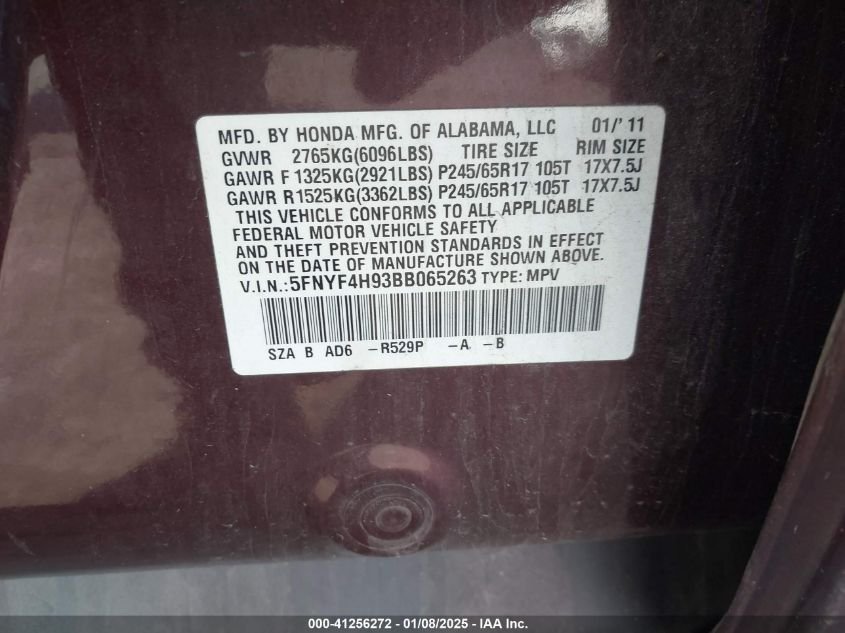 MFD. BY HONDA MFG. OF ALABAMA, LLC 01/'11
GVWR 2765KG(6096LBS) TIRE SIZE RIM SIZE
GAWR F 1325KG(2921LBS) P245/65R17 105T 17X7.5J
GAWR R 1525KG(3362LBS) P245/65R17 105T 17X7.5J
THIS VEHICLE CONFORMS TO ALL APPLICABLE
FEDERAL MOTOR VEHICLE SAFETY
AND THEFT PREVENTION STANDARDS IN EFFECT
ON THE DATE OF MANUFACTURE SHOWN ABOVE.
V.I.N.:5FNYF4H93BB065263 TYPE: MPV
SZA B AD6 -R529P -A -B
000-41256272 - 01/08/2025 - IAA Inc.